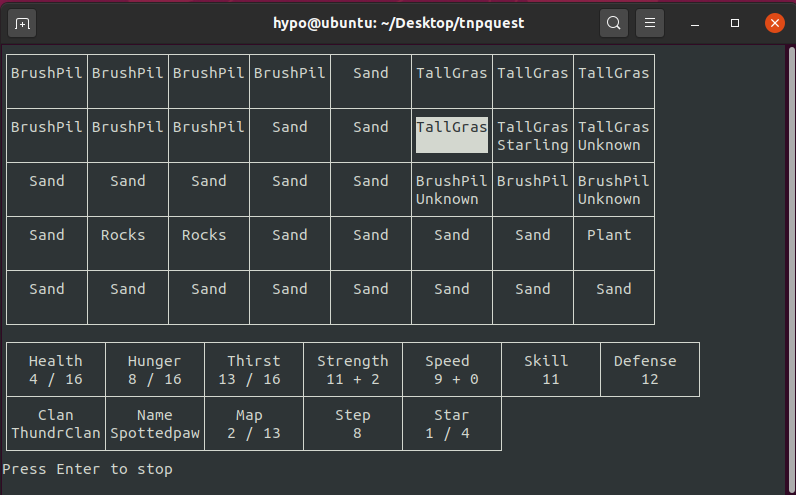 hypo@ubuntu: ~/Desktop/tnpquest
BrushPil BrushPil BrushPil BrushPil Sand TallGras TallGras TallGras
BrushPil BrushPil BrushPil Sand Sand TallGras TallGras TallGras
Starling Unknown
Sand Sand Sand Sand Sand BrushPil BrushPil BrushPil
Unknown Unknown
Sand Rocks Rocks Sand Sand Sand Sand Plant
Sand Sand Sand Sand Sand Sand Sand Sand
Health Hunger Thirst Strength Speed Skill Defense
4 / 16 8 / 16 13 / 16 11 + 2 9 + 0 11 12
Clan Name Map Step Star
ThundrClan Spottedpaw 2 / 13 8 1 / 4
Press Enter to stop